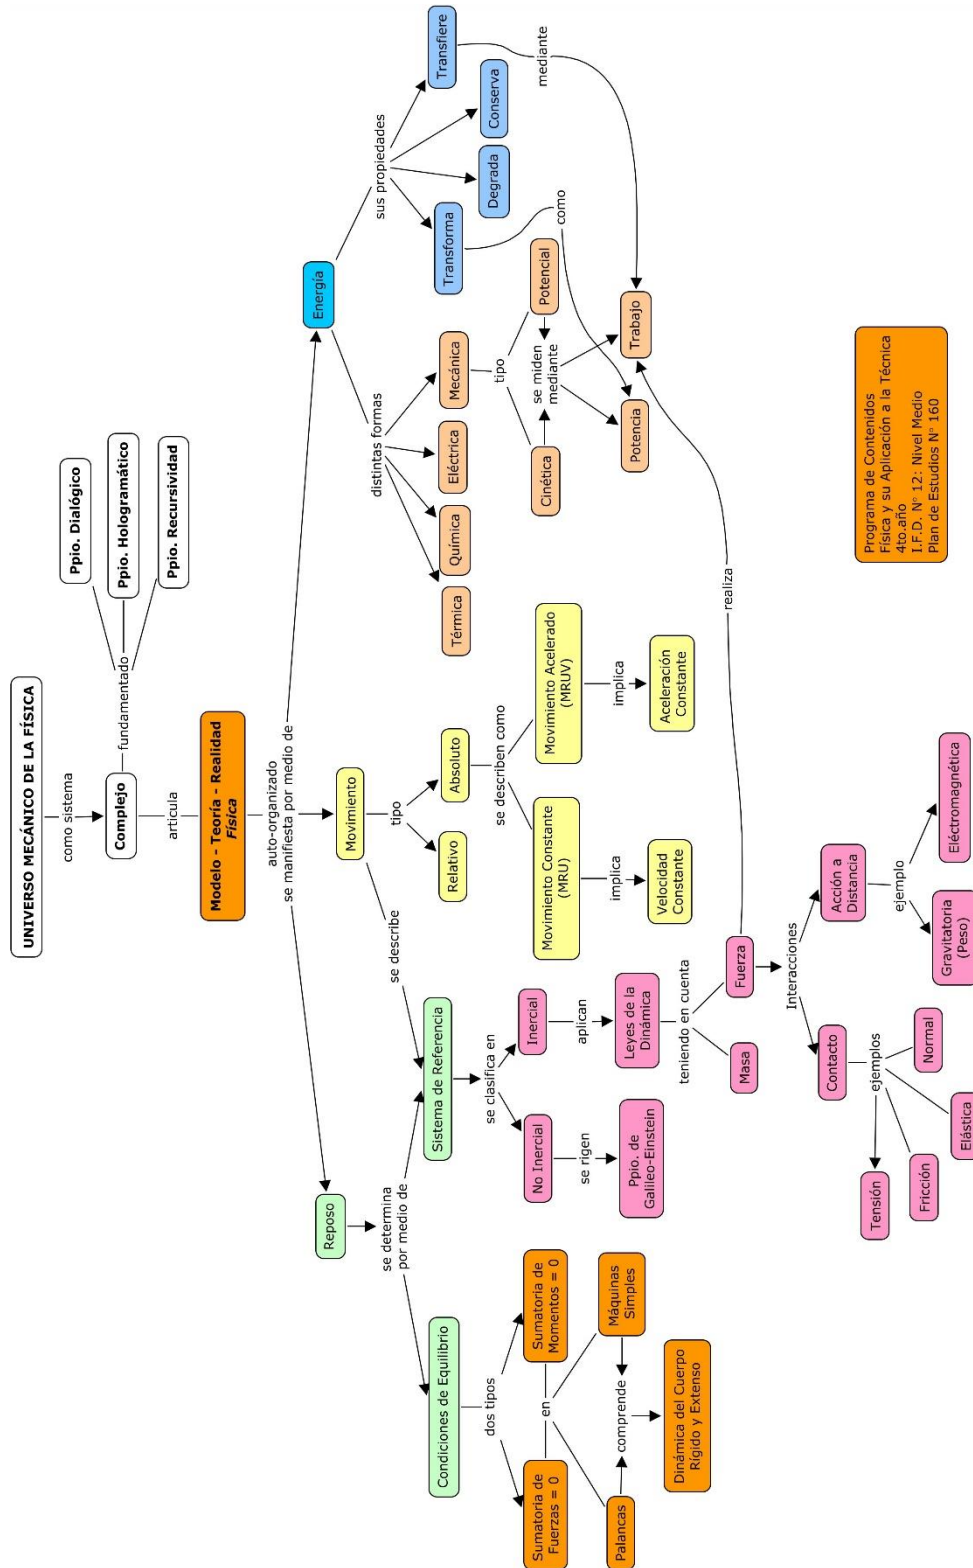 UNIVERSO MECÁNICO DE LA FÍSICA
como sistema
Complejo
fundamentado
Ppio. Dialógico
Ppio. Hologramático
Ppio. Recursividad
articula
Modelo - Teoría - Realidad
Física
auto-organizado
se manifiesta por medio de
Reposo
se determina
por medio de
Condiciones de Equilibrio
dos tipos
Sumatoria de
Fuerzas = 0
Sumatoria de
Momentos = 0
en
Palancas
Máquinas
Simples
comprende
Dinámica del Cuerpo
Rígido y Extenso
Movimiento
se describe
Sistema de Referencia
se clasifica en
No Inercial
se rigen
Ppio. de
Galileo-Einstein
Inercial
aplican
Leyes de la
Dinámica
teniendo en cuenta
Masa
Fuerza
realiza
Interacciones
Contacto
ejemplos
Tensión
Fricción
Elástica
Normal
Acción a
Distancia
ejemplo
Gravitatoria
(Peso)
Eléctromagnética
tipo
Relativo
Absoluto
se describen como
Movimiento Constante
(MRU)
implica
Velocidad
Constante
Movimiento Acelerado
(MRUV)
implica
Aceleración
Constante
Energía
distintas formas
Térmica
Química
Eléctrica
Mecánica
tipo
Cinética
Potencial
se miden
mediante
Potencia
Trabajo
sus propiedades
Transforma
Degrada
Conserva
Transfiere
como
mediante
Programa de Contenidos
Física y su Aplicación a la Técnica
4to.año
I.F.D. N° 12: Nivel Medio
Plan de Estudios N° 160